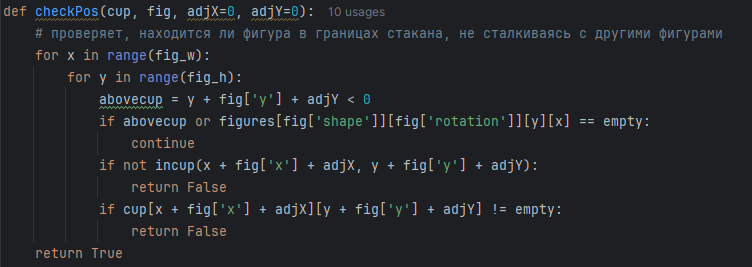 def checkPos(cup, fig, adjX=0, adjY=0): 10 usages
    # проверяет, находится ли фигура в границах стакана, не сталкиваясь с другими фигурами
    for x in range(fig_w):
        for y in range(fig_h):
            abovecup = y + fig['y'] + adjY < 0
            if abovecup or figures[fig['shape']][fig['rotation']][y][x] == empty:
                continue
            if not incup(x + fig['x'] + adjX, y + fig['y'] + adjY):
                return False
            if cup[x + fig['x'] + adjX][y + fig['y'] + adjY] != empty:
                return False
    return True